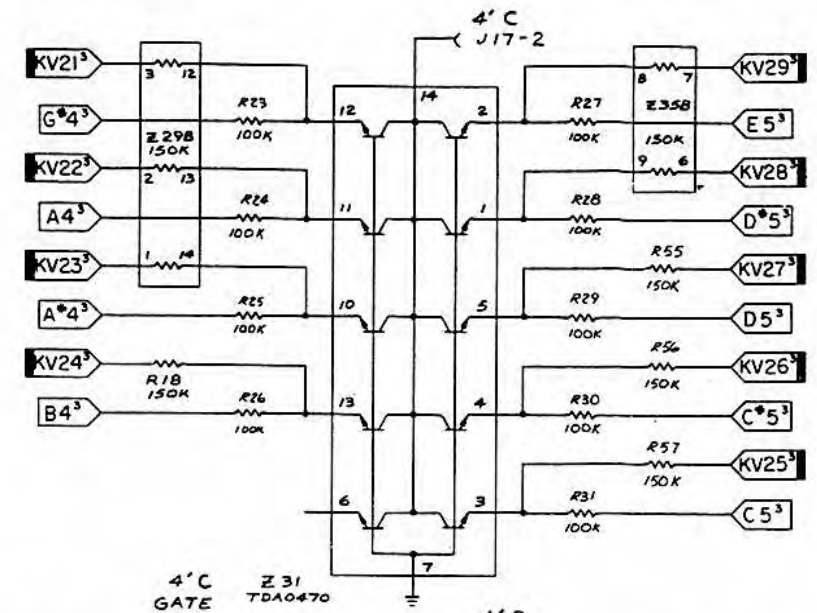 4' C
J17-2
KV21³
3 12
8 7
KV29³
14
G#4³
R23
100K
12
2
R27
100K
Z35B
150K
E5³
Z29B
150K
KV22³
2 13
9 6
KV28³
A4³
R24
100K
11
1
R28
100K
D#5³
KV23³
1 14
R55
150K
KV27³
A#4³
R25
100K
10
5
R29
100K
D5³
KV24³
R18
150K
R56
150K
KV26³
B4³
R26
100K
13
4
R30
100K
C#5³
R57
150K
KV25³
6
3
R31
100K
C5³
7
4' C
GATE
Z31
TDA0470